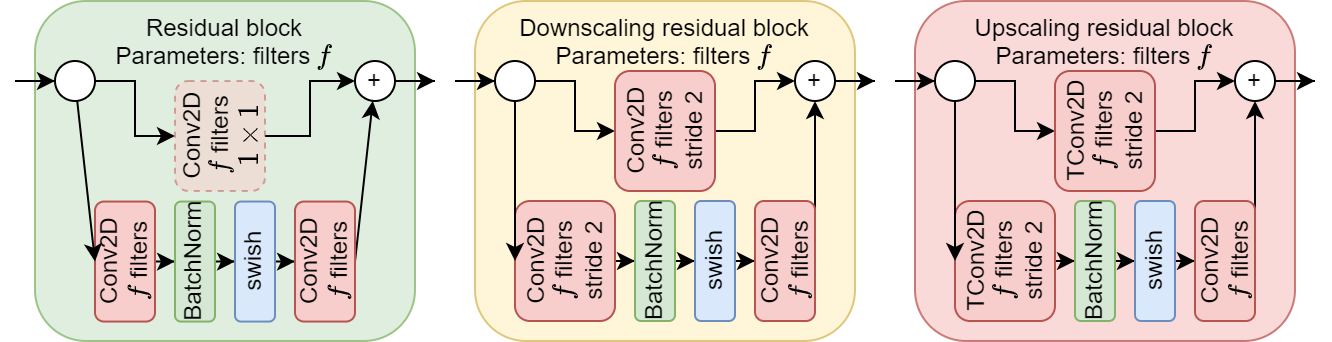 Residual block
Parameters: filters f
Conv2D
f filters
1 × 1
+
Conv2D
f filters
BatchNorm
swish
Conv2D
f filters
Downscaling residual block
Parameters: filters f
Conv2D
f filters
stride 2
+
Conv2D
f filters
stride 2
BatchNorm
swish
Conv2D
f filters
Upscaling residual block
Parameters: filters f
TConv2D
f filters
stride 2
+
TConv2D
f filters
stride 2
BatchNorm
swish
Conv2D
f filters